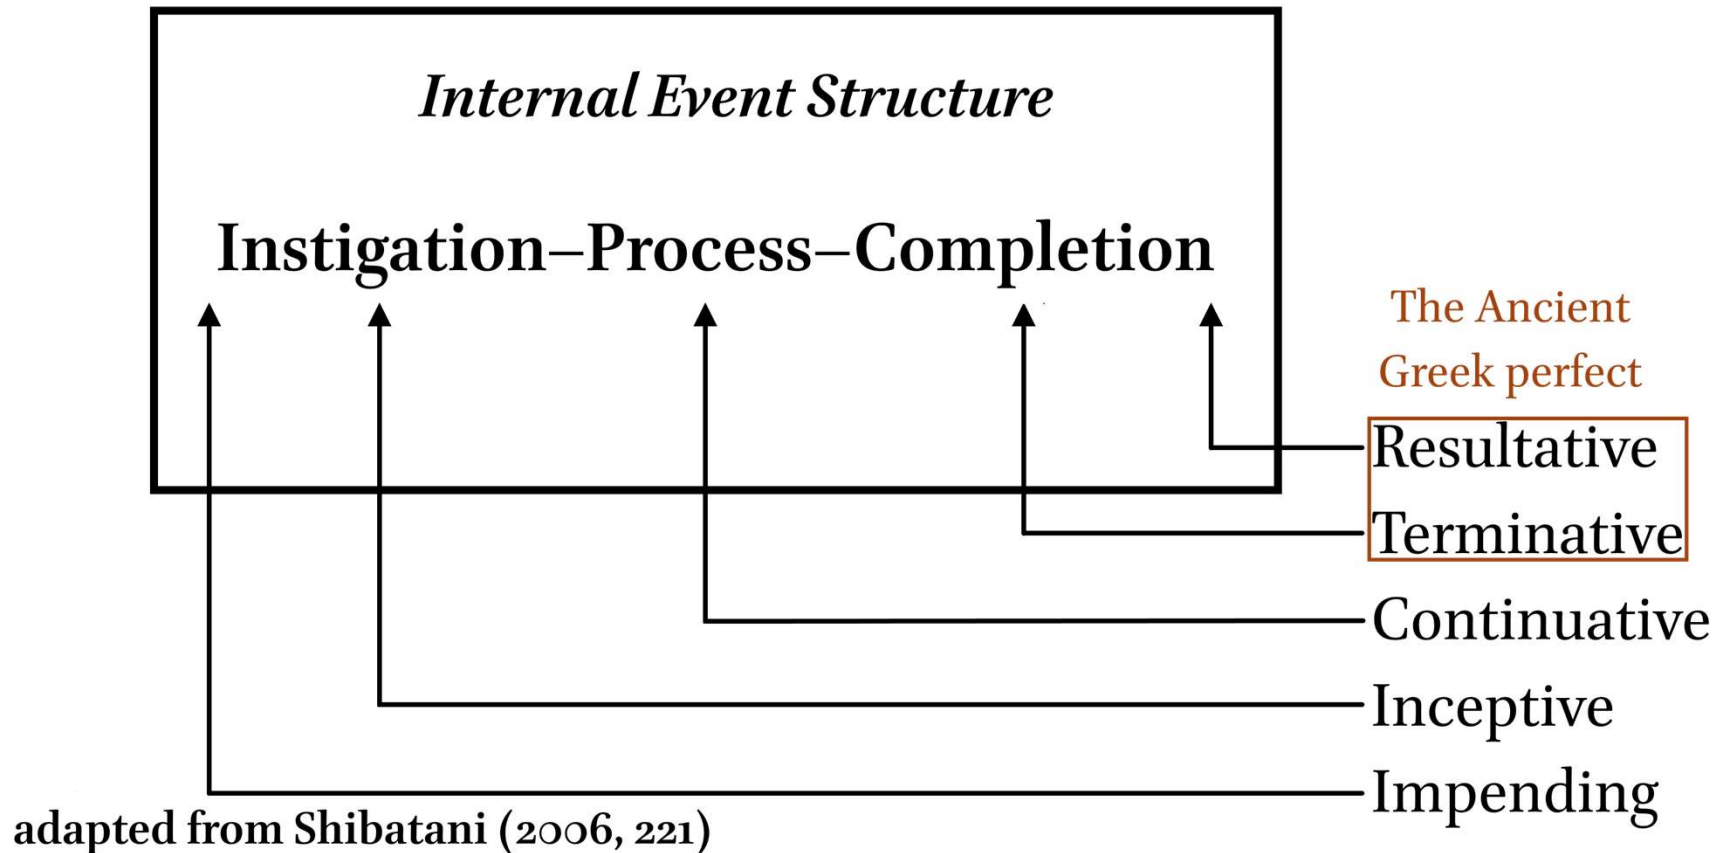 Internal Event Structure
Instigation–Process–Completion
The Ancient
Greek perfect
Resultative
Terminative
Continuative
Inceptive
Impending
adapted from Shibatani (2006, 221)